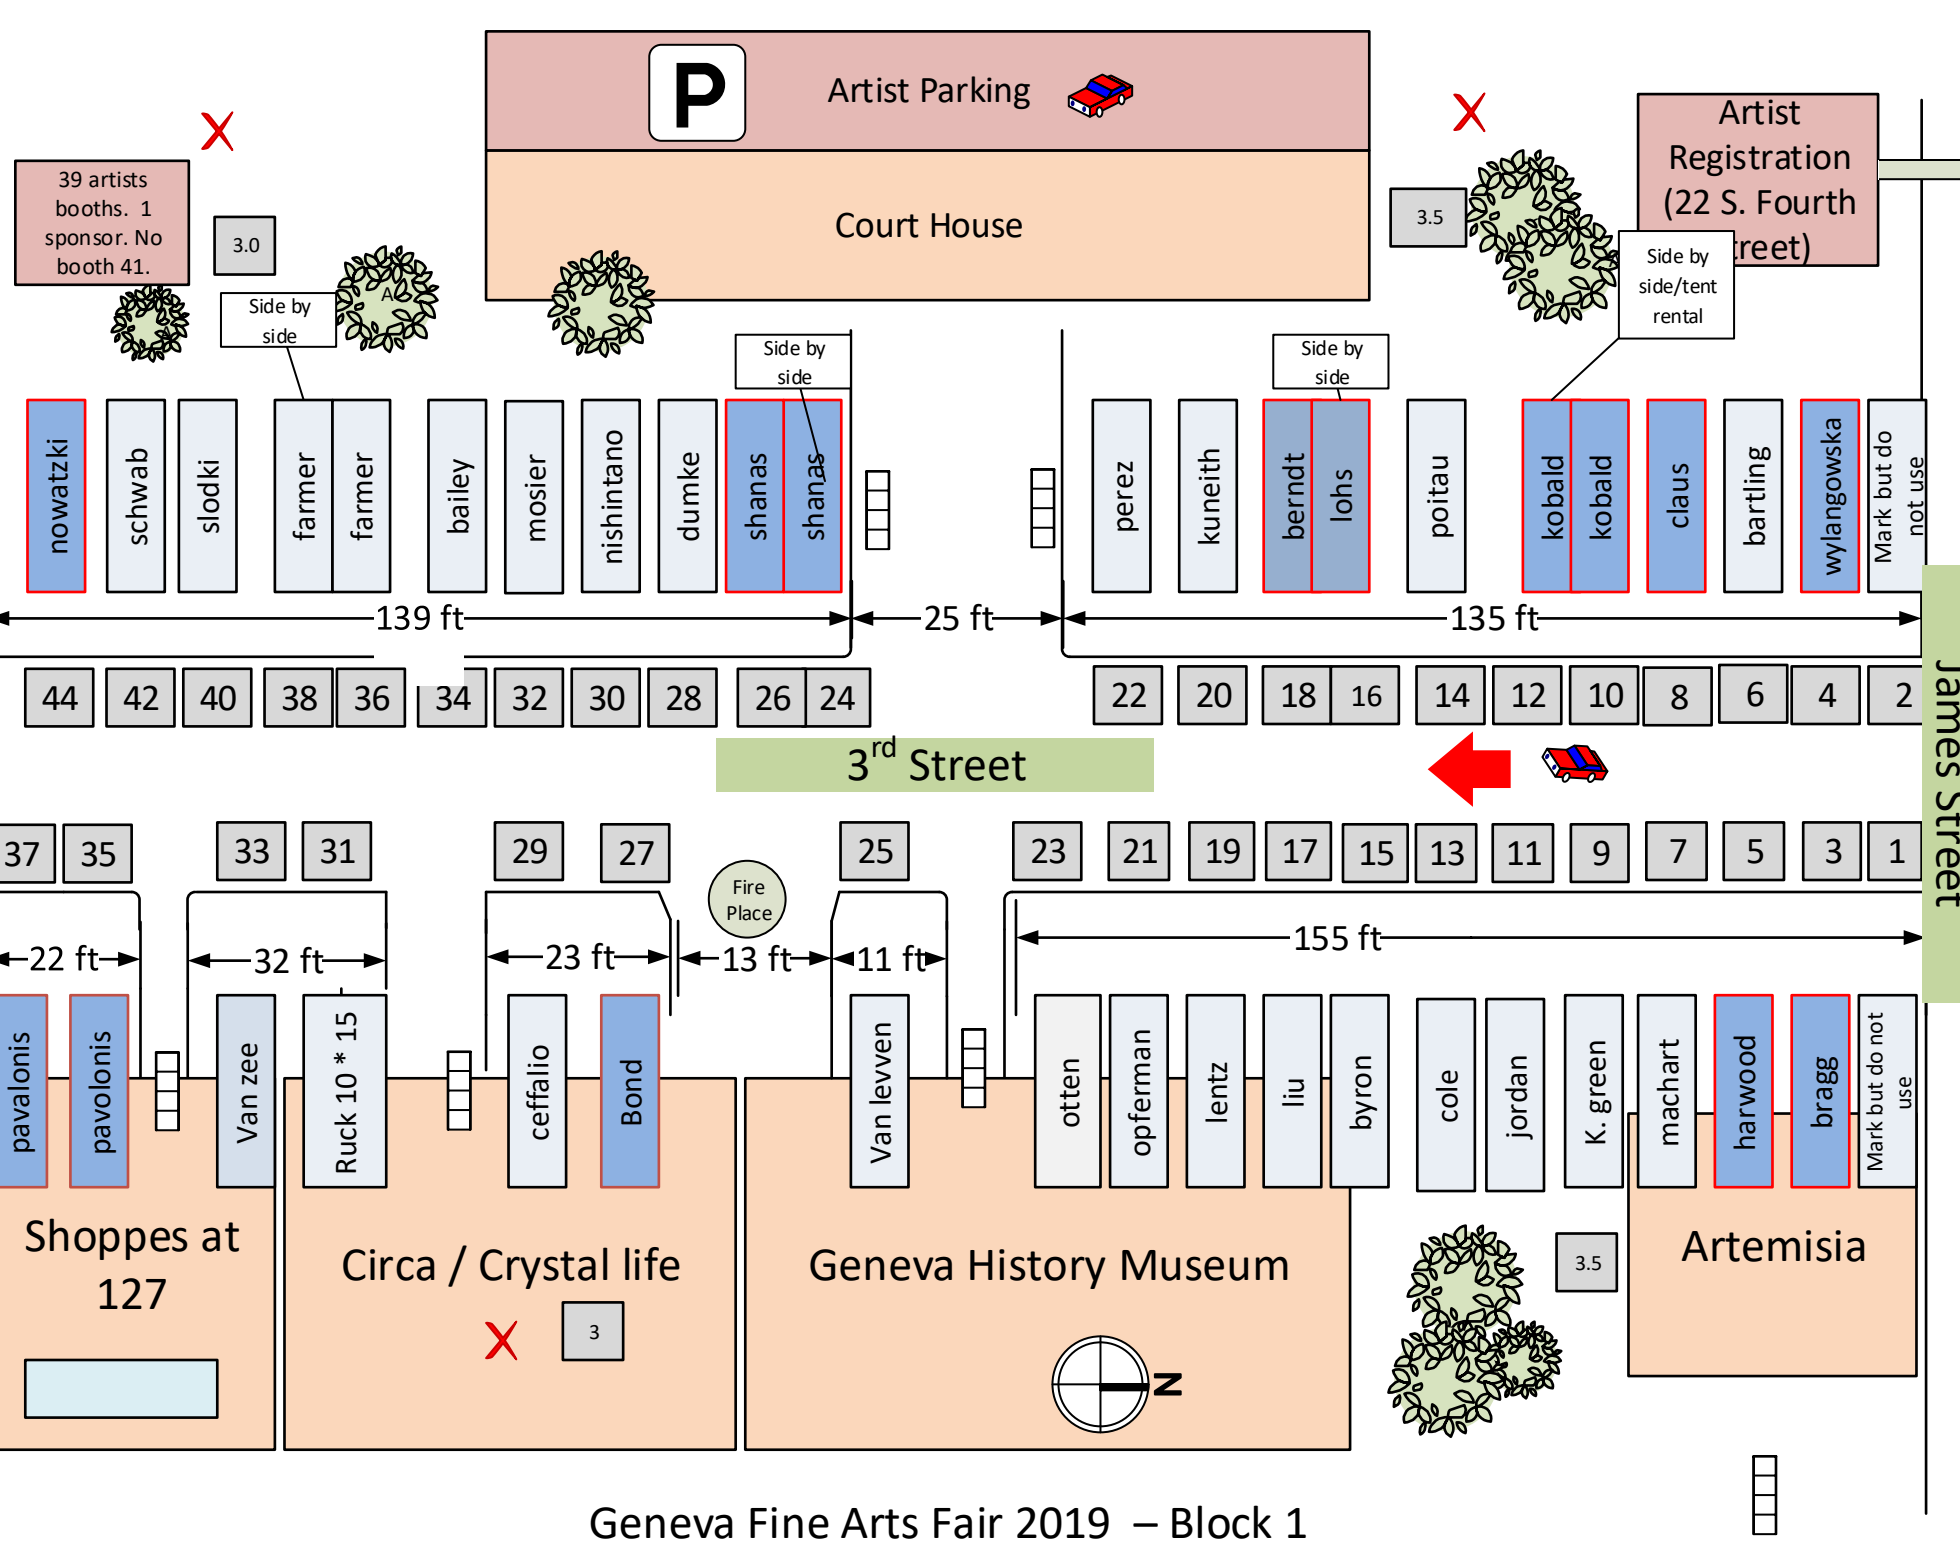 P
Artist Parking
Court House
39 artists
booths. 1
sponsor. No
booth 41.
3.0
A
3.5
Artist
Registration
(22 S. Fourth
treet)
Side by
side
Side by
side
Side by
side
Side by
side/tent
rental
nowatzki
schwab
slodki
farmer
farmer
bailey
mosier
nishintano
dumke
shanas
shanas
perez
kuneith
berndt
lohs
poitau
kobald
kobald
claus
bartling
wylangowska
Mark but do
not use
139 ft
25 ft
135 ft
44
42
40
38
36
34
32
30
28
26
24
22
20
18
16
14
12
10
8
6
4
2
3rd Street
James Street
37
35
33
31
29
27
25
23
21
19
17
15
13
11
9
7
5
3
1
Fire
Place
22 ft
32 ft
23 ft
13 ft
11 ft
155 ft
pavalonis
pavolonis
Van zee
Ruck 10 * 15
ceffalio
Bond
Van levven
otten
opferman
lentz
liu
byron
cole
jordan
K. green
machart
harwood
bragg
Mark but do not
use
Shoppes at
127
Circa / Crystal life
3
Geneva History Museum
N
3.5
Artemisia
Geneva Fine Arts Fair 2019 – Block 1